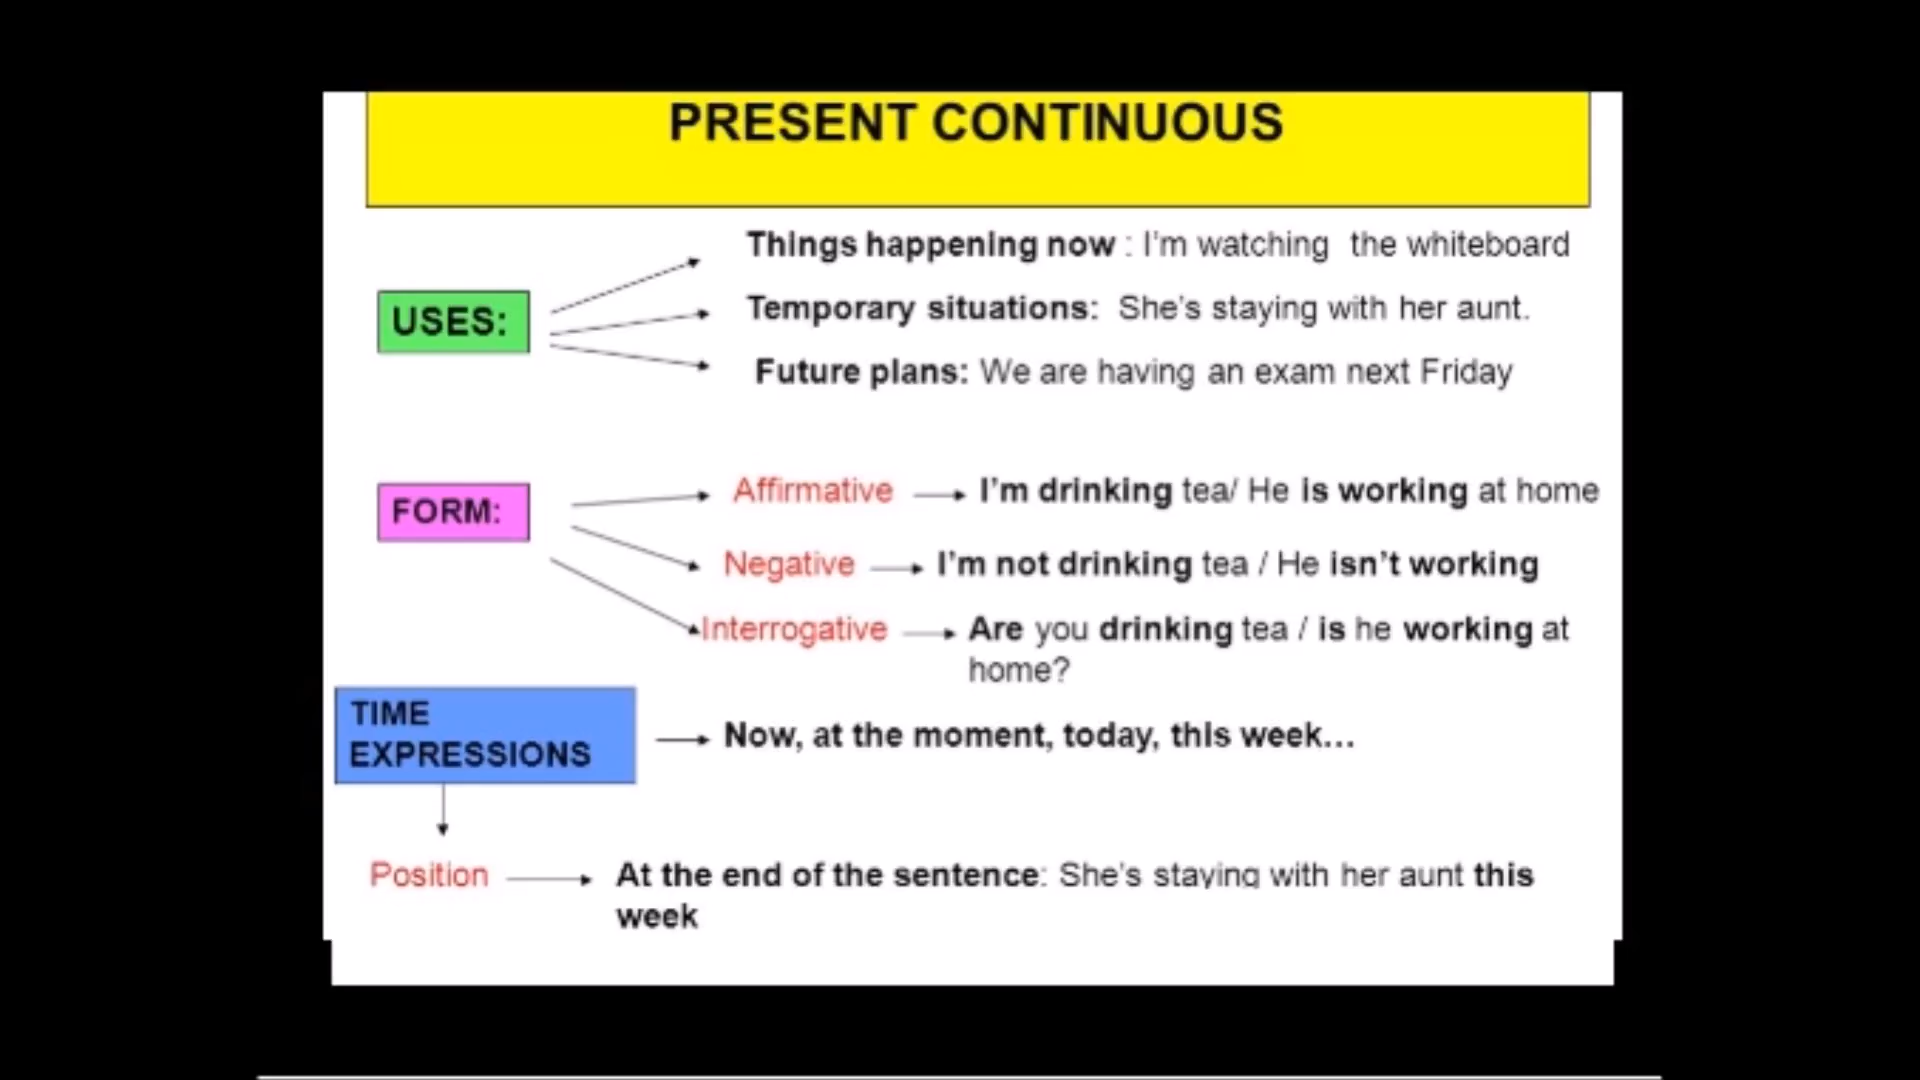 PRESENT CONTINUOUS
Things happening now : I'm watching the whiteboard
USES:
Temporary situations: She's staying with her aunt.
Future plans: We are having an exam next Friday
FORM:
Affirmative I'm drinking tea/ He is working at home
Negative I'm not drinking tea / He isn't working
Interrogative Are you drinking tea / is he working at
home?
TIME
EXPRESSIONS
Now, at the moment, today, this week...
Position At the end of the sentence: She's staying with her aunt this
week